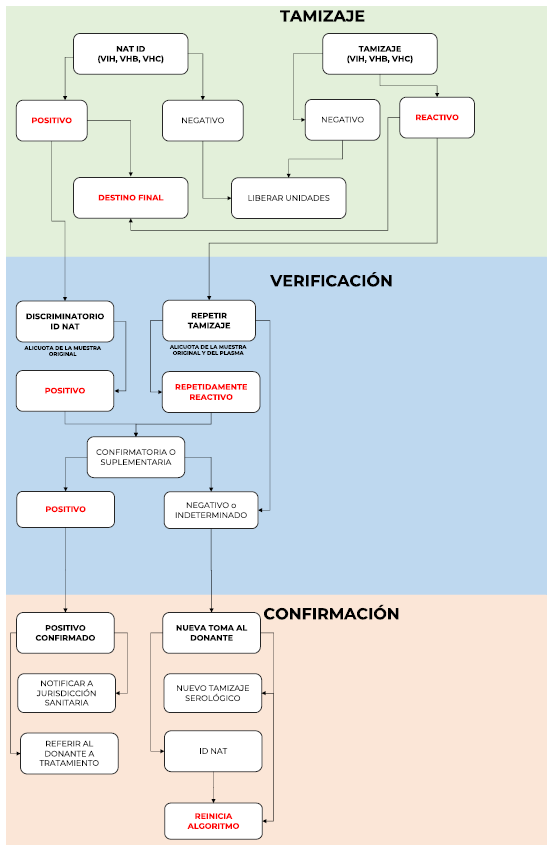 TAMIZAJE
NAT ID
(VIH, VHB, VHC)
TAMIZAJE
(VIH, VHB, VHC)
POSITIVO
NEGATIVO
NEGATIVO
REACTIVO
DESTINO FINAL
LIBERAR UNIDADES
VERIFICACIÓN
DISCRIMINATORIO
ID NAT
REPETIR
TAMIZAJE
ALICUOTA DE LA MUESTRA
ORIGINAL
ALICUOTA DE LA MUESTRA
ORIGINAL Y DEL PLASMA
POSITIVO
REPETIDAMENTE
REACTIVO
CONFIRMATORIA O
SUPLEMENTARIA
POSITIVO
NEGATIVO o
INDETERMINADO
CONFIRMACIÓN
POSITIVO
CONFIRMADO
NUEVA TOMA AL
DONANTE
NOTIFICAR A
JURISDICCIÓN
SANITARIA
NUEVO TAMIZAJE
SEROLÓGICO
REFERIR AL
DONANTE A
TRATAMIENTO
ID NAT
REINICIA
ALGORITMO